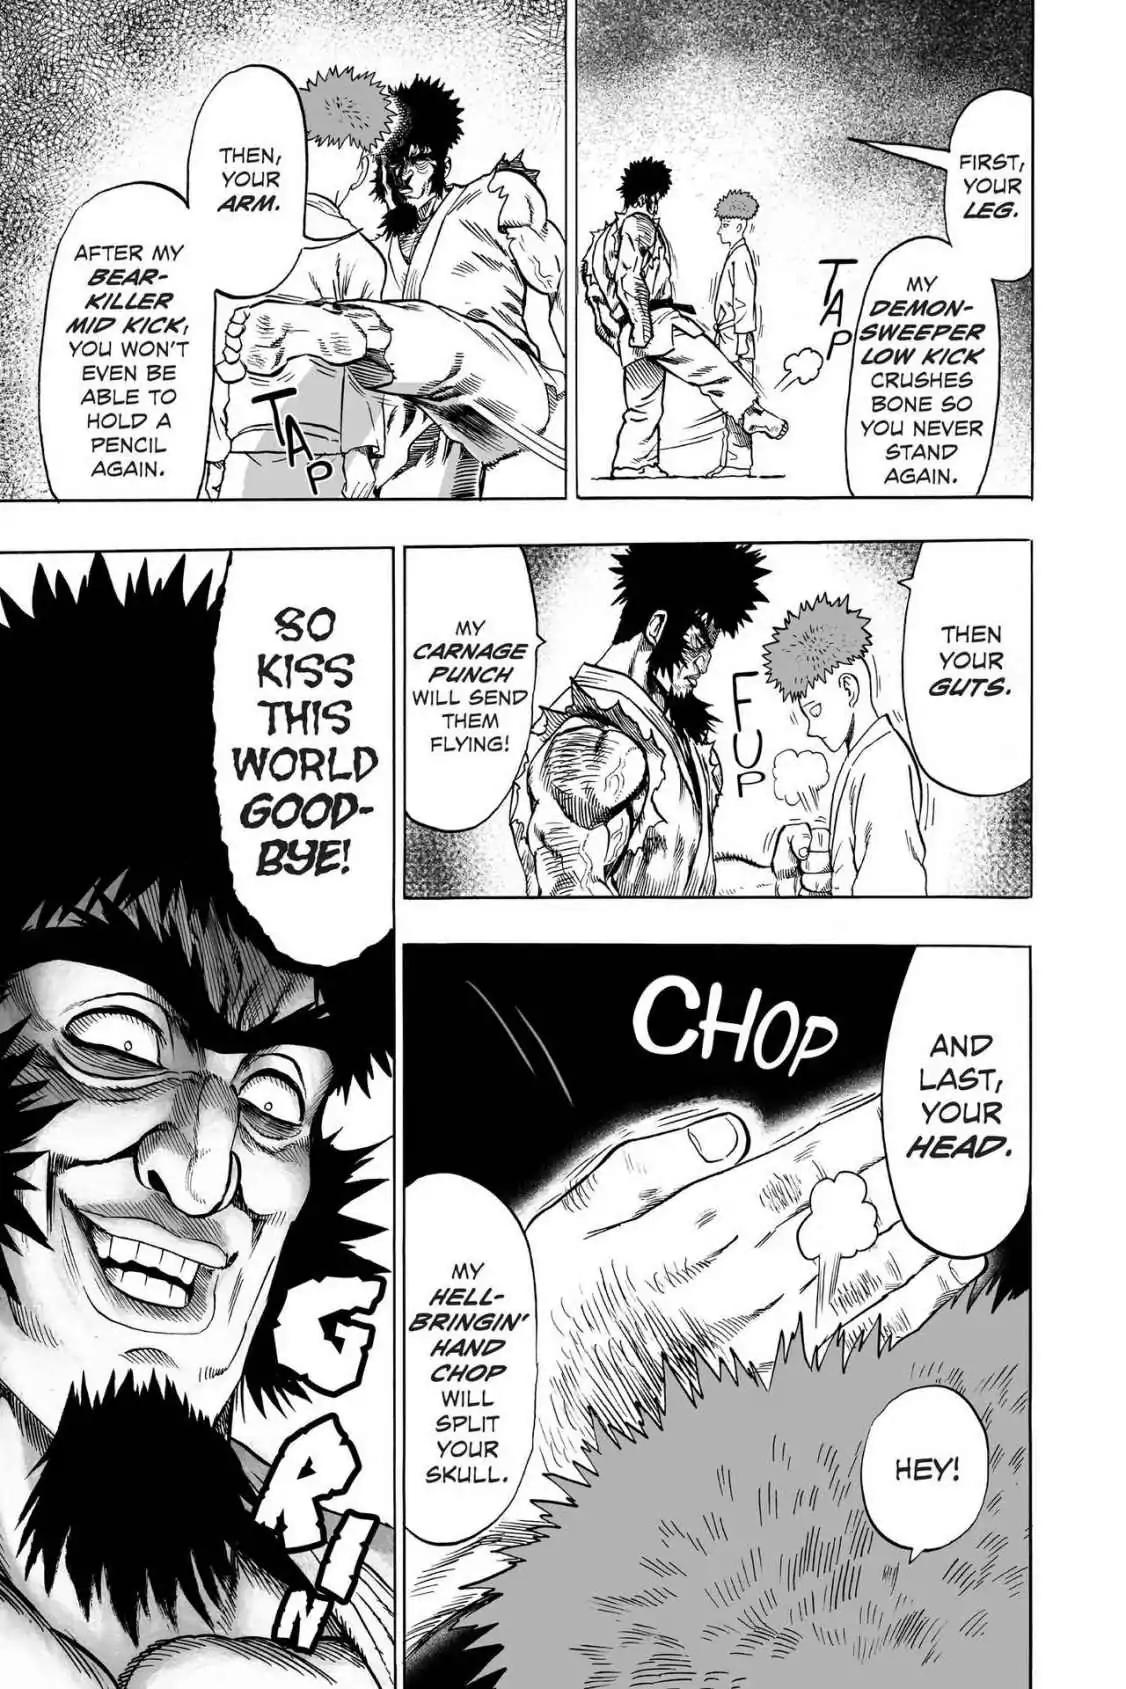 FIRST,
YOUR
LEG.
MY
DEMON-
SWEEPER
LOW KICK
CRUSHES
BONE SO
YOU NEVER
STAND
AGAIN.
TAP
THEN,
YOUR
ARM.
AFTER MY
BEAR-
KILLER
MID KICK,
YOU WON'T
EVEN BE
ABLE TO
HOLD A
PENCIL
AGAIN.
TAP
THEN
YOUR
GUTS.
FUP
MY
CARNAGE
PUNCH
WILL SEND
THEM
FLYING!
AND
LAST,
YOUR
HEAD.
CHOP
MY
HELL-
BRINGIN'
HAND
CHOP
WILL
SPLIT
YOUR
SKULL.
HEY!
SO
KISS
THIS
WORLD
GOOD-
BYE!
GRIN